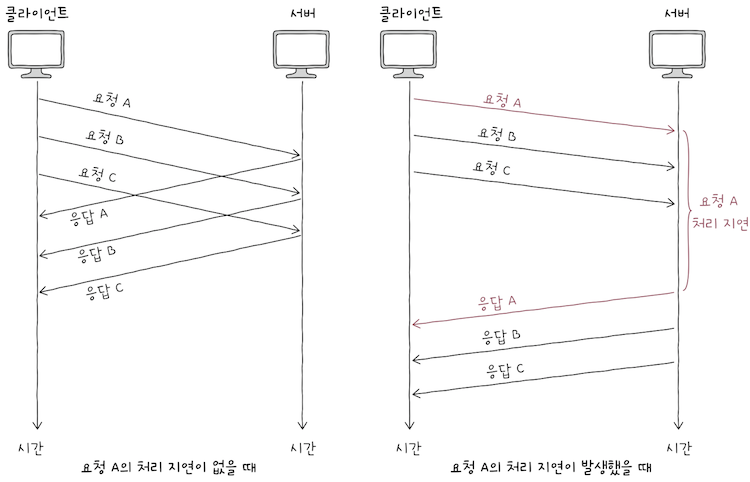 클라이언트
서버
요청 A
요청 B
요청 C
응답 A
응답 B
응답 C
시간
시간
요청 A의 처리 지연이 없을 때
클라이언트
서버
요청 A
요청 B
요청 C
요청 A
처리 지연
응답 A
응답 B
응답 C
시간
시간
요청 A의 처리 지연이 발생했을 때